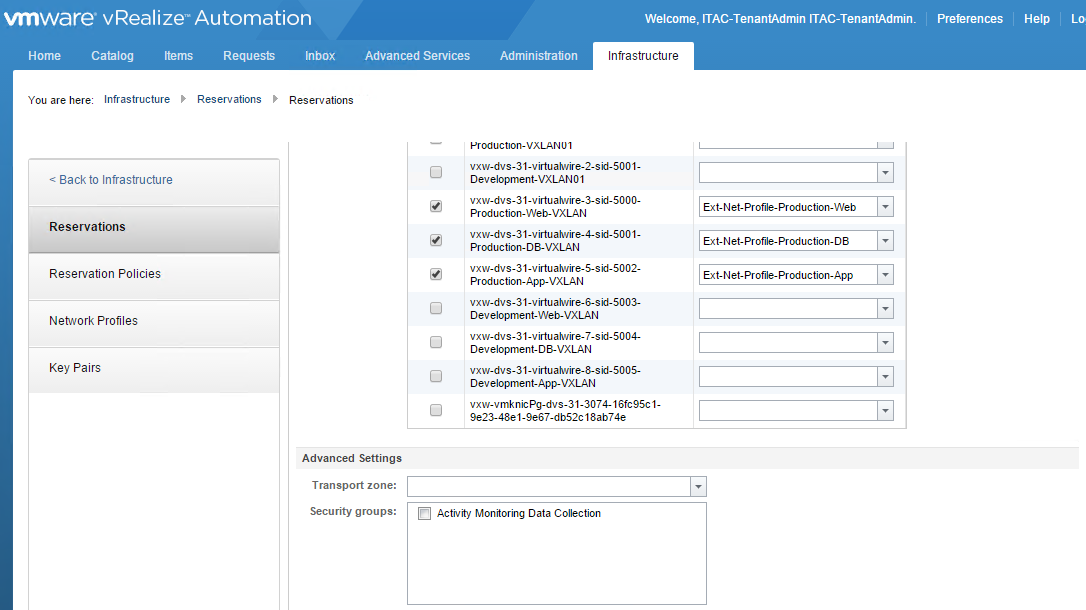 vmware® vRealize™ Automation
Welcome, ITAC-TenantAdmin ITAC-TenantAdmin.
Preferences
Help
Lo
Home
Catalog
Items
Requests
Inbox
Advanced Services
Administration
Infrastructure
You are here:
Infrastructure
Reservations
Reservations
< Back to Infrastructure
Reservations
Reservation Policies
Network Profiles
Key Pairs
Production-VXLAN01
vxw-dvs-31-virtualwire-2-sid-5001-
Development-VXLAN01
vxw-dvs-31-virtualwire-3-sid-5000-
Production-Web-VXLAN
Ext-Net-Profile-Production-Web
vxw-dvs-31-virtualwire-4-sid-5001-
Production-DB-VXLAN
Ext-Net-Profile-Production-DB
vxw-dvs-31-virtualwire-5-sid-5002-
Production-App-VXLAN
Ext-Net-Profile-Production-App
vxw-dvs-31-virtualwire-6-sid-5003-
Development-Web-VXLAN
vxw-dvs-31-virtualwire-7-sid-5004-
Development-DB-VXLAN
vxw-dvs-31-virtualwire-8-sid-5005-
Development-App-VXLAN
vxw-vmknicPg-dvs-31-3074-16fc95c1-
9e23-48e1-9e67-db52c18ab74e
Advanced Settings
Transport zone:
Security groups:
Activity Monitoring Data Collection